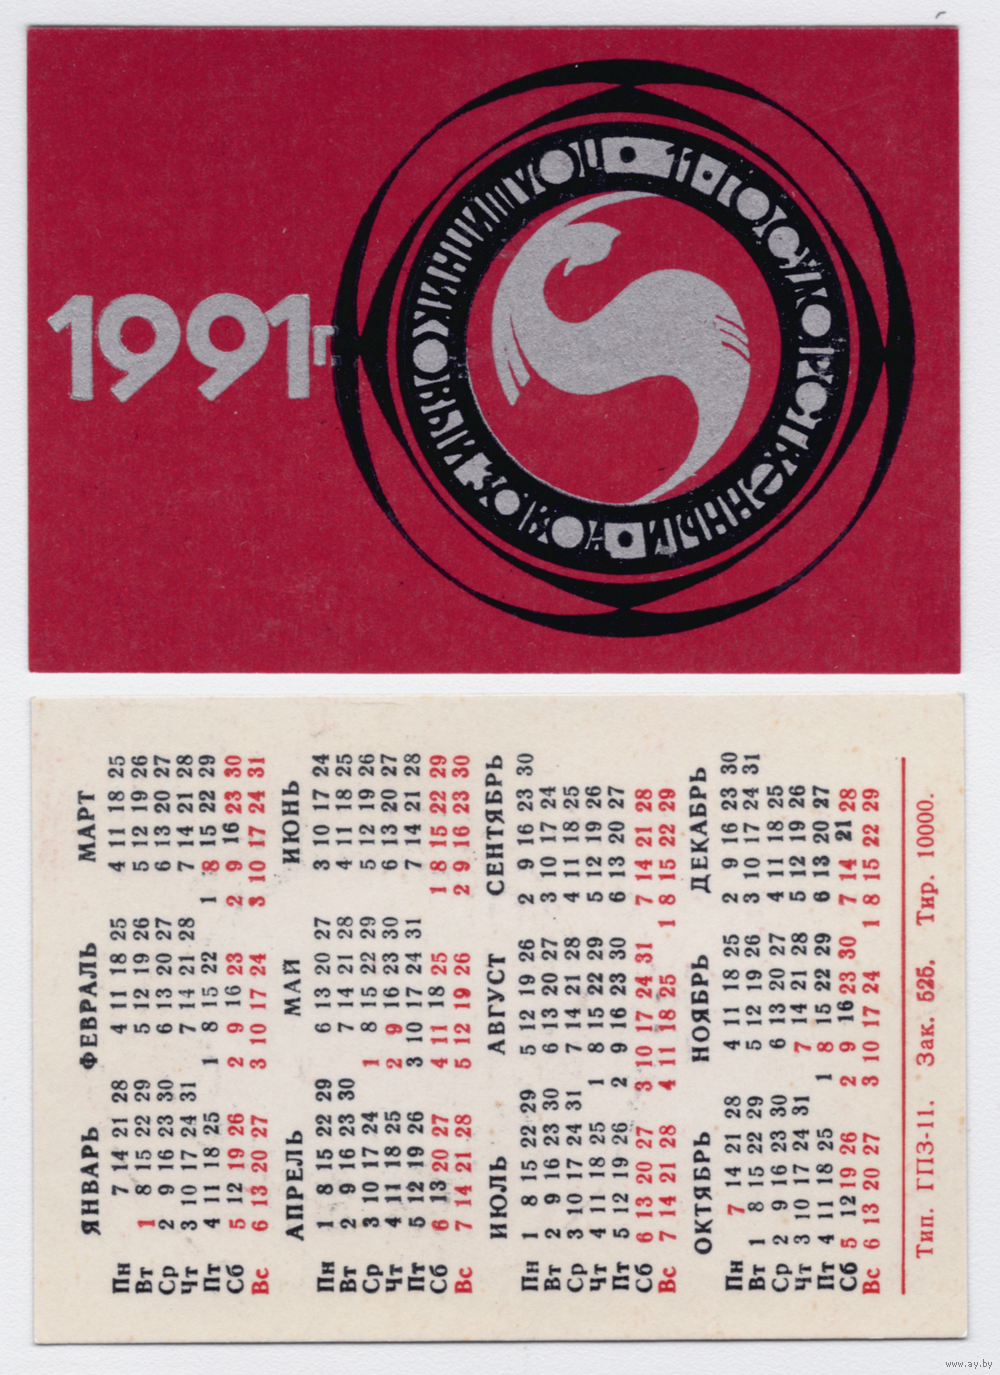 1991г.
11 ГОСУДАРСТВЕННЫЙ
ПОДШИПНИКОВЫЙ ЗАВОД
ЯНВАРЬ ФЕВРАЛЬ МАРТ
Пн 7 14 21 28 4 11 18 25 4 11 18 25
Вт 1 8 15 22 29 5 12 19 26 5 12 19 26
Ср 2 9 16 23 30 6 13 20 27 6 13 20 27
Чт 3 10 17 24 31 7 14 21 28 7 14 21 28
Пт 4 11 18 25 1 8 15 22 1 8 15 22 29
Сб 5 12 19 26 2 9 16 23 2 9 16 23 30
Вс 6 13 20 27 3 10 17 24 3 10 17 24 31
АПРЕЛЬ МАЙ ИЮНЬ
Пн 1 8 15 22 29 6 13 20 27 3 10 17 24
Вт 2 9 16 23 30 7 14 21 28 4 11 18 25
Ср 3 10 17 24 1 8 15 22 29 5 12 19 26
Чт 4 11 18 25 2 9 16 23 30 6 13 20 27
Пт 5 12 19 26 3 10 17 24 31 7 14 21 28
Сб 6 13 20 27 4 11 18 25 1 8 15 22 29
Вс 7 14 21 28 5 12 19 26 2 9 16 23 30
ИЮЛЬ АВГУСТ СЕНТЯБРЬ
Пн 1 8 15 22 29 5 12 19 26 2 9 16 23 30
Вт 2 9 16 23 30 6 13 20 27 3 10 17 24
Ср 3 10 17 24 31 7 14 21 28 4 11 18 25
Чт 4 11 18 25 1 8 15 22 29 5 12 19 26
Пт 5 12 19 26 2 9 16 23 30 6 13 20 27
Сб 6 13 20 27 3 10 17 24 31 7 14 21 28
Вс 7 14 21 28 4 11 18 25 1 8 15 22 29
ОКТЯБРЬ НОЯБРЬ ДЕКАБРЬ
Пн 7 14 21 28 4 11 18 25 2 9 16 23 30
Вт 1 8 15 22 29 5 12 19 26 3 10 17 24 31
Ср 2 9 16 23 30 6 13 20 27 4 11 18 25
Чт 3 10 17 24 31 7 14 21 28 5 12 19 26
Пт 4 11 18 25 1 8 15 22 29 6 13 20 27
Сб 5 12 19 26 2 9 16 23 30 7 14 21 28
Вс 6 13 20 27 3 10 17 24 1 8 15 22 29
Тип. ГПЗ-11. Зак. 525. Тир. 10000.
www.ay.by